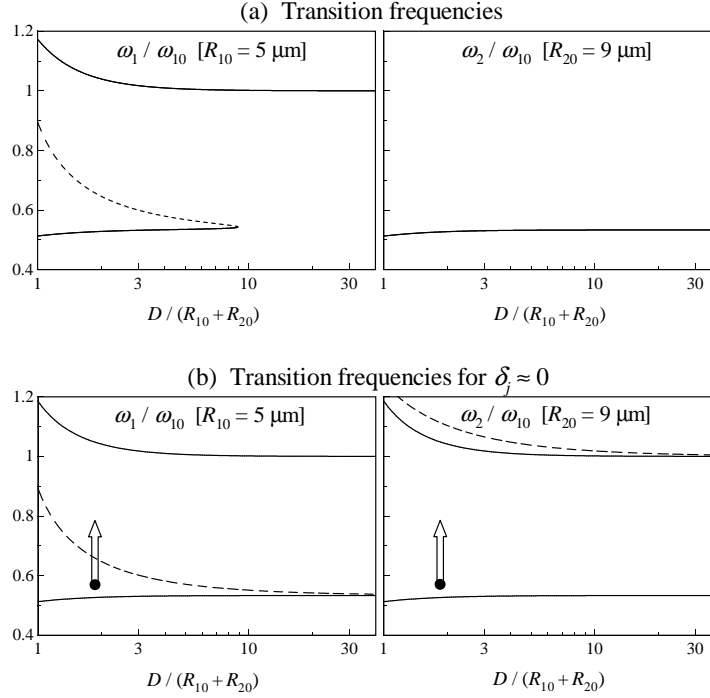 (a) Transition frequencies
ω₁ / ω₁₀ [R₁₀ = 5 μm]
ω₂ / ω₁₀ [R₂₀ = 9 μm]
1.2
1
0.8
0.6
0.4
1 3 10 30
1 3 10 30
D / (R₁₀ + R₂₀)
D / (R₁₀ + R₂₀)
(b) Transition frequencies for δⱼ ≈ 0
ω₁ / ω₁₀ [R₁₀ = 5 μm]
ω₂ / ω₁₀ [R₂₀ = 9 μm]
1.2
1
0.8
0.6
0.4
1 3 10 30
1 3 10 30
D / (R₁₀ + R₂₀)
D / (R₁₀ + R₂₀)